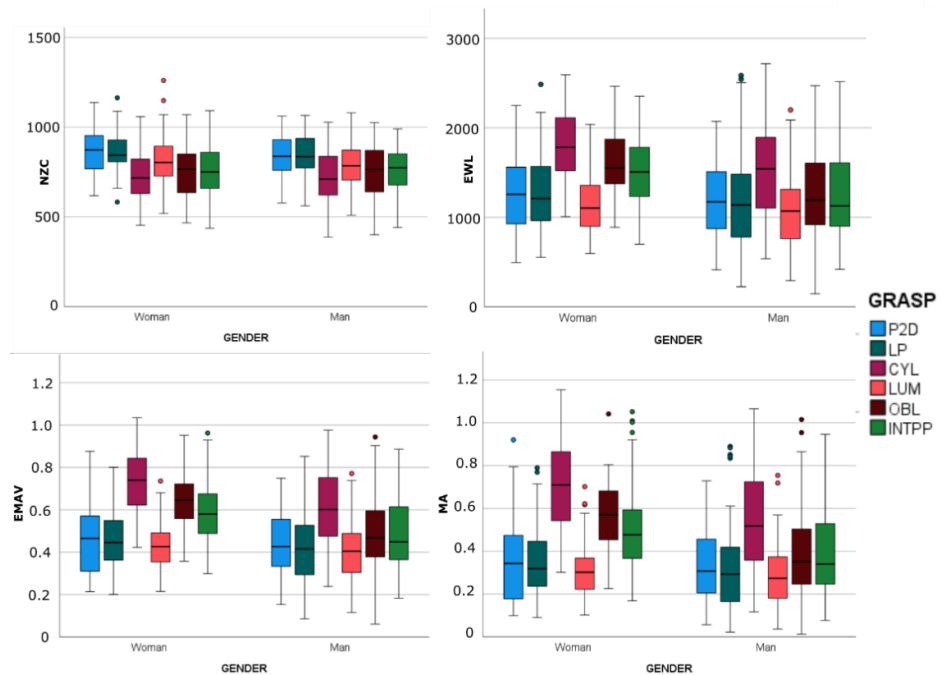 1500
1000
500
0
NZC
Woman Man
GENDER
3000
2000
1000
0
EWL
Woman Man
GENDER
1.2
1.0
0.8
0.6
0.4
0.2
0
EMAV
Woman Man
GENDER
1.2
1.0
0.8
0.6
0.4
0.2
0
MA
Woman Man
GENDER
GRASP
P2D
LP
CYL
LUM
OBL
INTPP